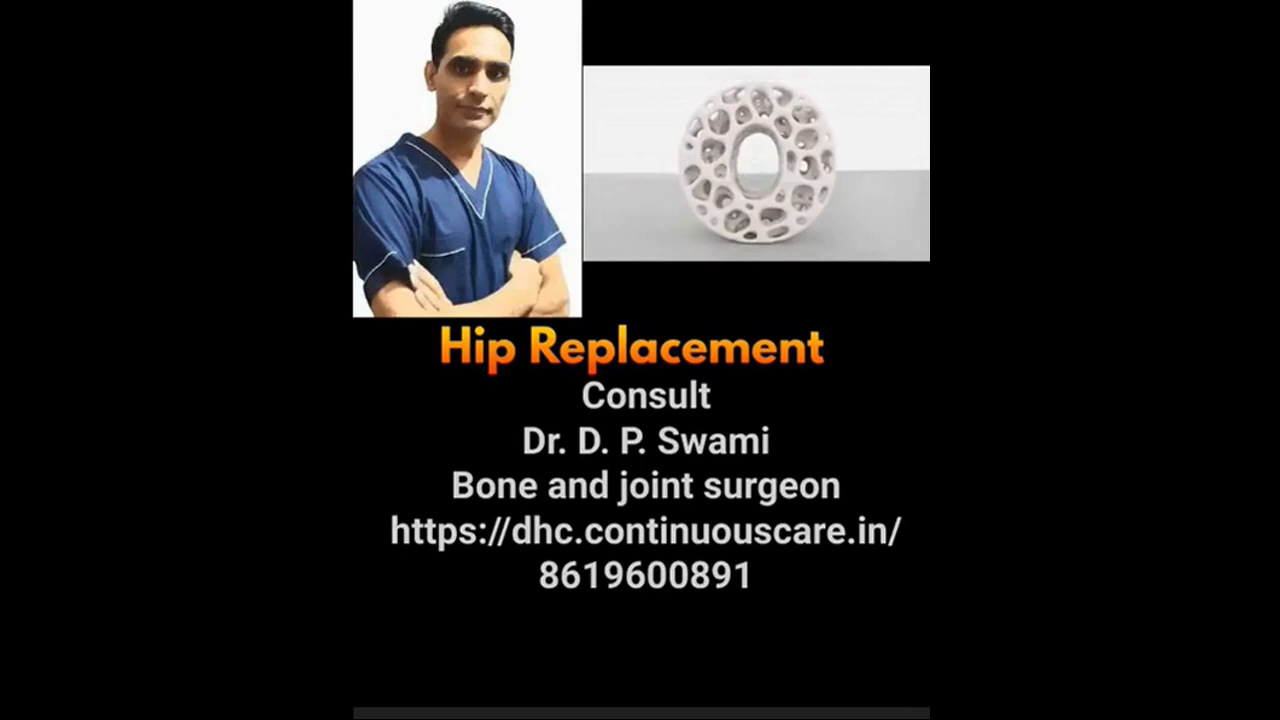 Hip Replacement
Consult
Dr. D. P. Swami
Bone and joint surgeon
https://dhc.continuouscare.in/
8619600891